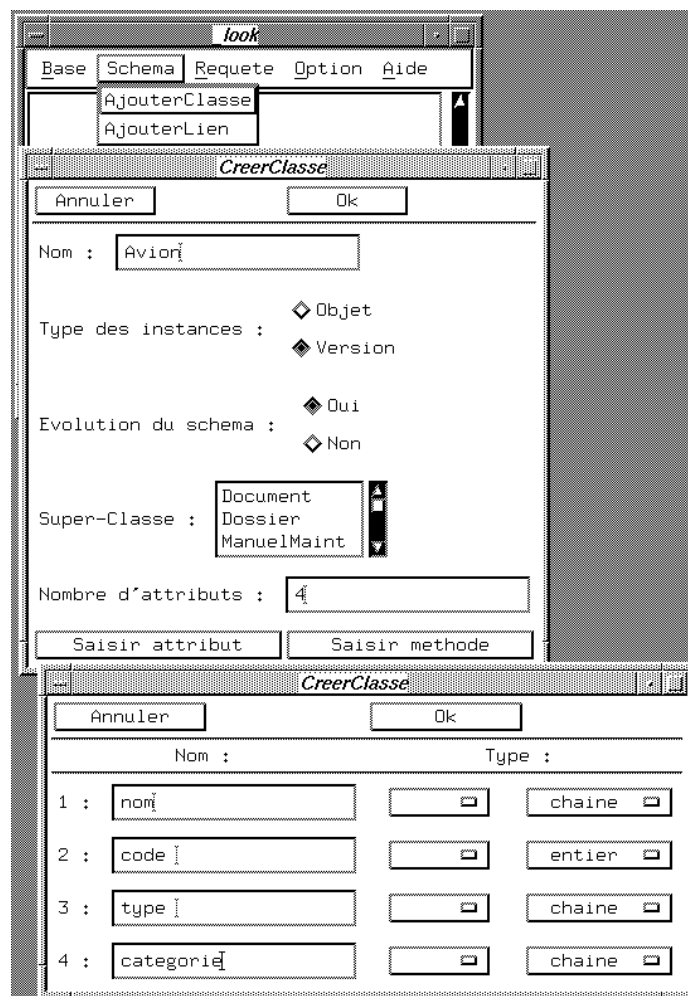 look
Base Schema Requete Option Aide
AjouterClasse
AjouterLien
CreerClasse
Annuler Ok
Nom : Avion
Type des instances :
Objet
Version
Evolution du schema :
Oui
Non
Super-Classe :
Document
Dossier
ManuelMaint
Nombre d'attributs : 4
Saisir attribut Saisir methode
CreerClasse
Annuler Ok
Nom : Type :
1 : nom chaine
2 : code entier
3 : type chaine
4 : categorie chaine